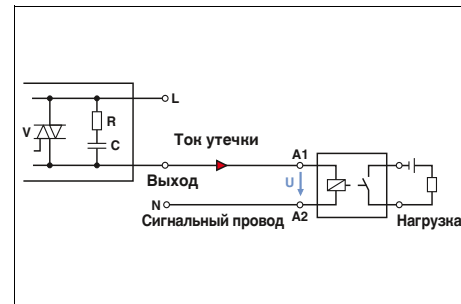 L
R
V
C
Ток утечки
A1
Выход
U
N
A2
Сигнальный провод
Нагрузка